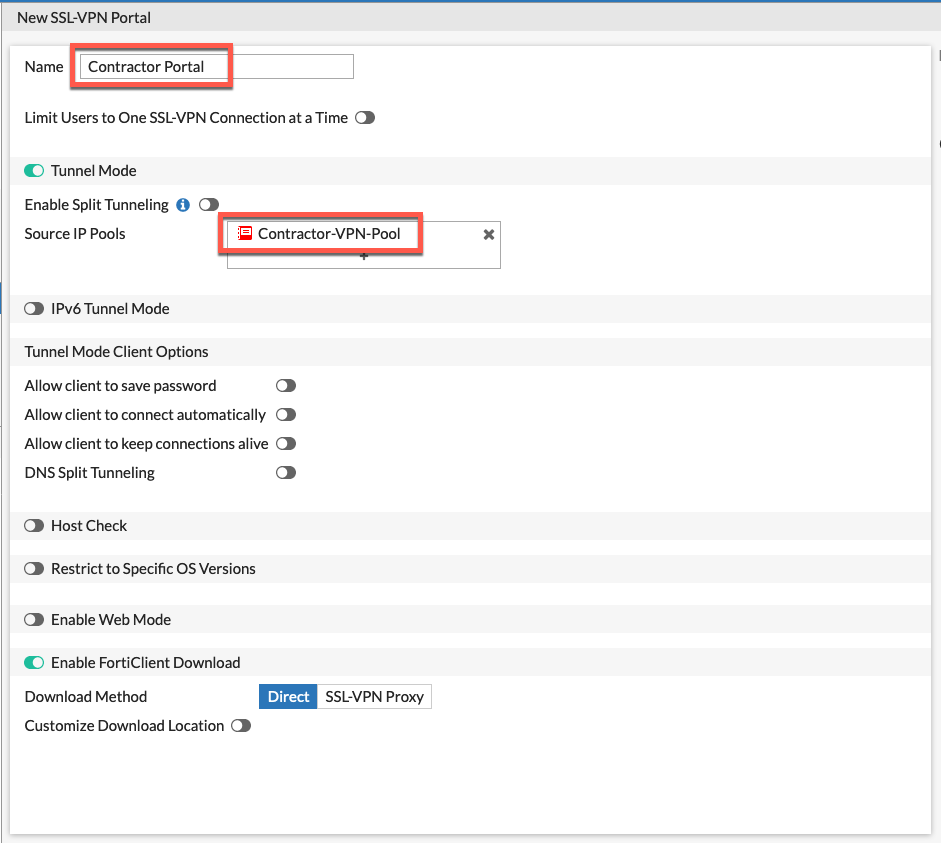 New SSL-VPN Portal
Name Contractor Portal
Limit Users to One SSL-VPN Connection at a Time
Tunnel Mode
Enable Split Tunneling
Source IP Pools Contractor-VPN-Pool
IPv6 Tunnel Mode
Tunnel Mode Client Options
Allow client to save password
Allow client to connect automatically
Allow client to keep connections alive
DNS Split Tunneling
Host Check
Restrict to Specific OS Versions
Enable Web Mode
Enable FortiClient Download
Download Method Direct SSL-VPN Proxy
Customize Download Location